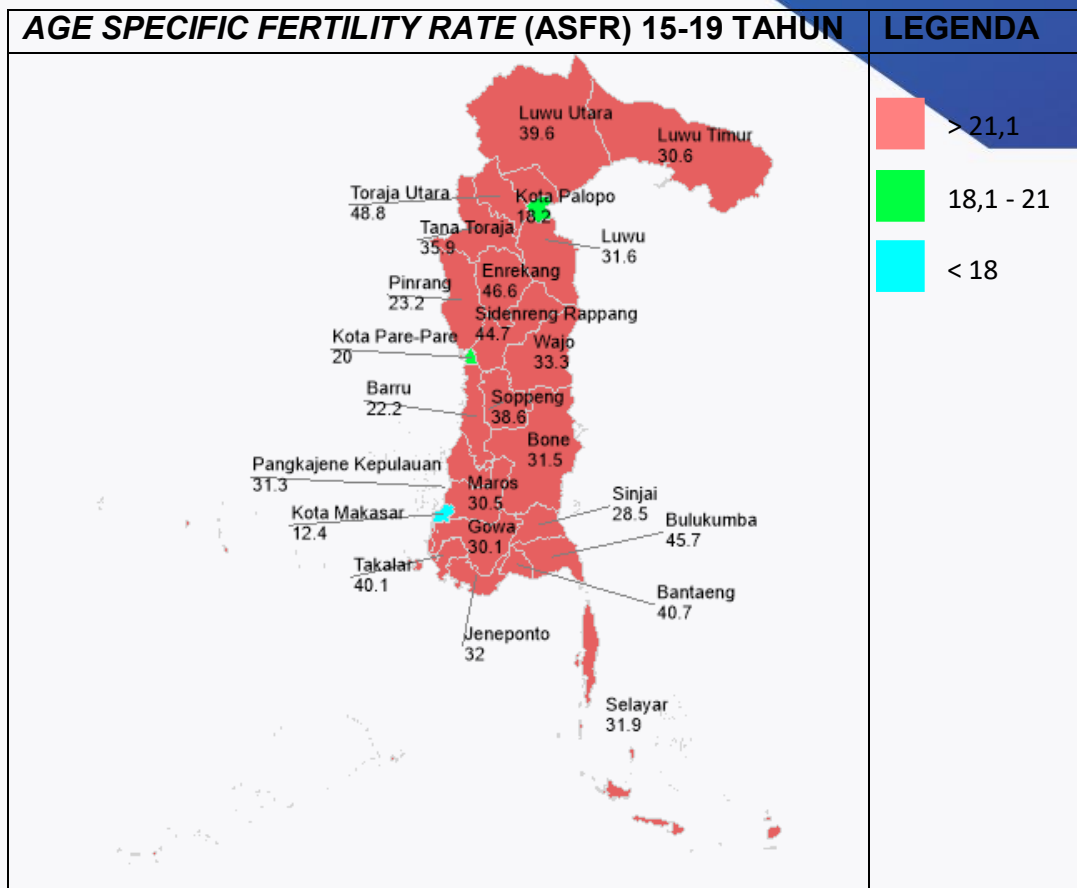 AGE SPECIFIC FERTILITY RATE (ASFR) 15-19 TAHUN
LEGENDA
> 21,1
18,1 - 21
< 18
Luwu Utara
39.6
Luwu Timur
30.6
Toraja Utara
48.8
Kota Palopo
18.2
Tana Toraja
35.9
Luwu
31.6
Enrekang
46.6
Pinrang
23.2
Sidenreng Rappang
44.7
Kota Pare-Pare
20
Wajo
33.3
Barru
22.2
Soppeng
38.6
Bone
31.5
Pangkajene Kepulauan
31.3
Maros
30.5
Sinjai
28.5
Kota Makasar
12.4
Gowa
30.1
Bulukumba
45.7
Takalar
40.1
Bantaeng
40.7
Jeneponto
32
Selayar
31.9